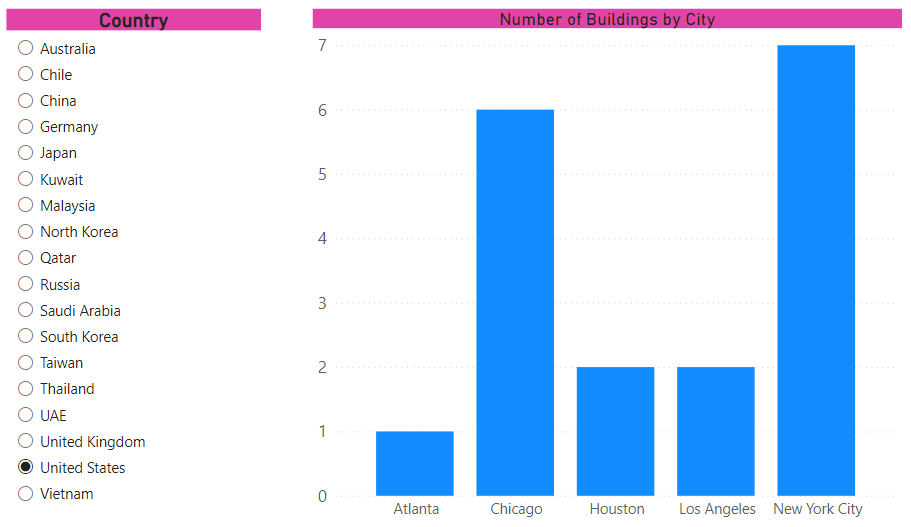 Country
Australia
Chile
China
Germany
Japan
Kuwait
Malaysia
North Korea
Qatar
Russia
Saudi Arabia
South Korea
Taiwan
Thailand
UAE
United Kingdom
United States
Vietnam
Number of Buildings by City
7
6
5
4
3
2
1
0
Atlanta Chicago Houston Los Angeles New York City